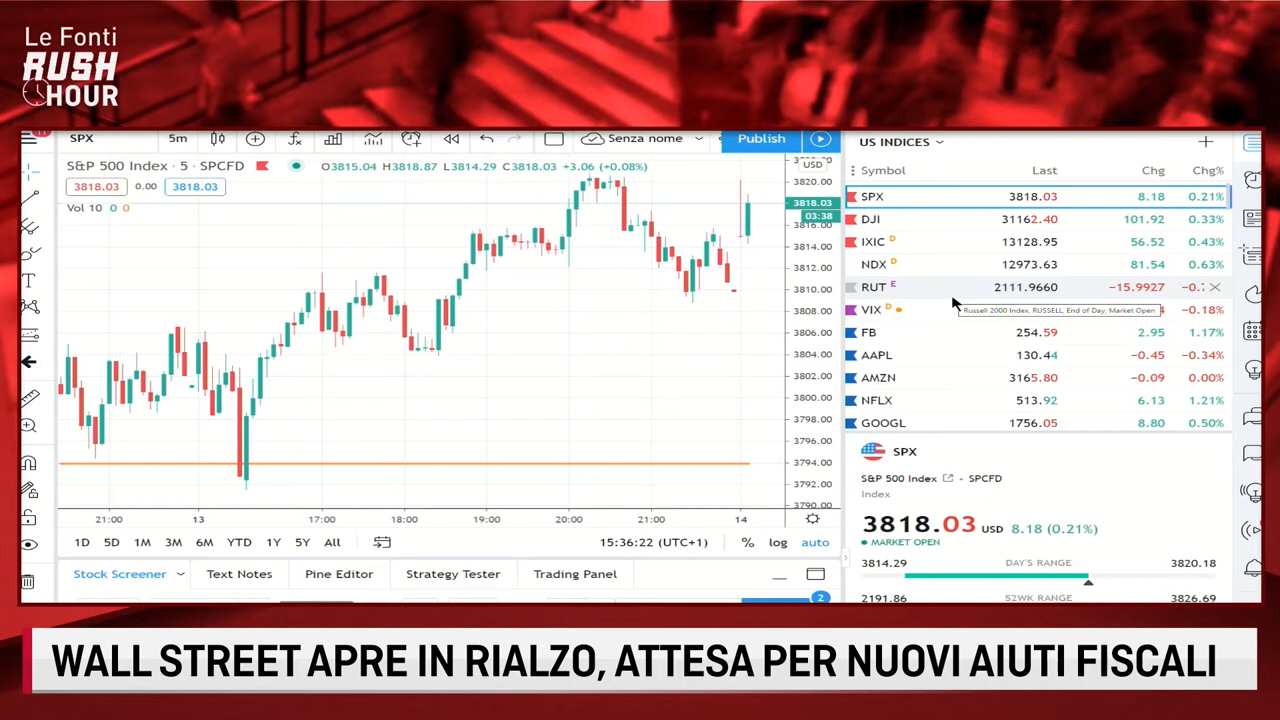 Le Fonti
RUSH
HOUR
11
SPX 5m Senza nome Publish
S&P 500 Index · 5 · SPCFD O3815.04 H3818.87 L3814.29 C3818.03 +3.06 (+0.08%)
3818.03 0.00 3818.03
Vol 10 0 0
USD
3820.00
3818.03
03:38
3816.00
3814.00
3812.00
3810.00
3808.00
3806.00
3804.00
3802.00
3800.00
3798.00
3796.00
3794.00
3792.00
3790.00
21:00 13 17:00 18:00 19:00 20:00 21:00 14
1D 5D 1M 3M 6M YTD 1Y 5Y All 15:36:22 (UTC+1) % log auto
Stock Screener Text Notes Pine Editor Strategy Tester Trading Panel
2
US INDICES
Symbol Last Chg Chg%
SPX 3818.03 8.18 0.21%
DJI 31162.40 101.92 0.33%
IXIC D 13128.95 56.52 0.43%
NDX D 12973.63 81.54 0.63%
RUT E 2111.9660 −15.9927
VIX D −0.18%
Russell 2000 Index, RUSSELL, End of Day, Market Open
FB 254.59 2.95 1.17%
AAPL 130.44 −0.45 −0.34%
AMZN 3165.80 −0.09 0.00%
NFLX 513.92 6.13 1.21%
GOOGL 1756.05 8.80 0.50%
SPX
S&P 500 Index · SPCFD
Index
3818.03 USD 8.18 (0.21%)
MARKET OPEN
3814.29 DAY'S RANGE 3820.18
2191.86 52WK RANGE 3826.69
WALL STREET APRE IN RIALZO, ATTESA PER NUOVI AIUTI FISCALI